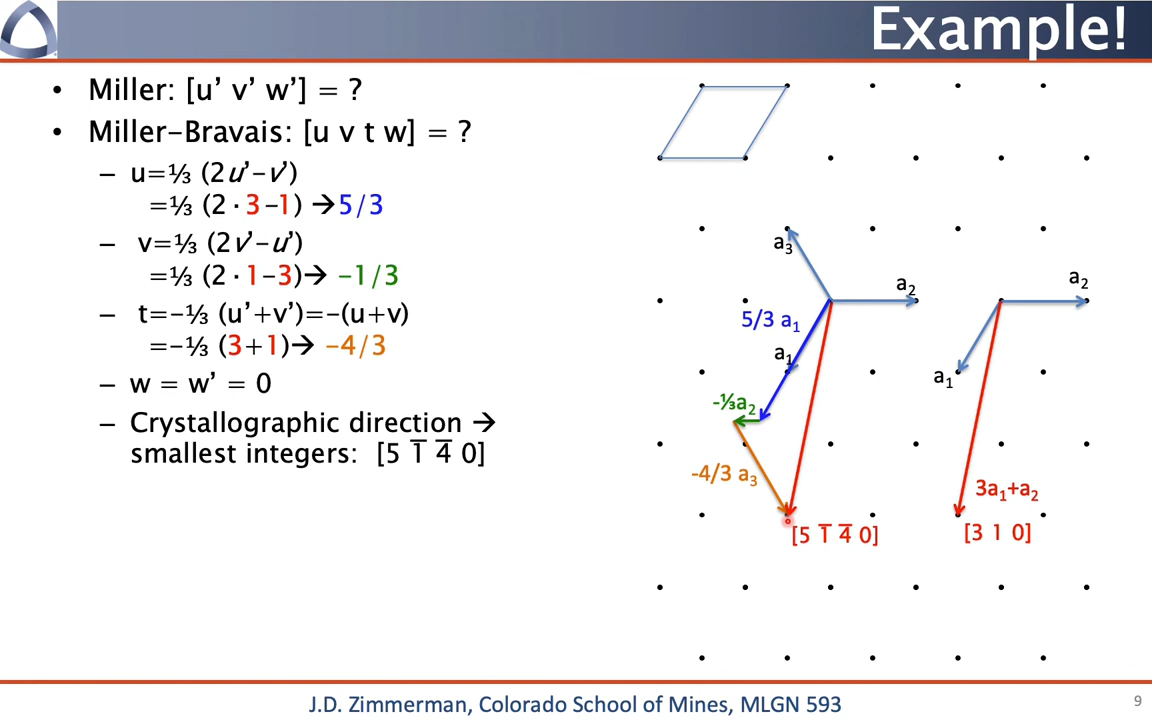 Example!
• Miller: [u’ v’ w’] = ?
• Miller–Bravais: [u v t w] = ?
– u=⅓ (2u’-v’)
=⅓ (2·3-1) →5/3
– v=⅓ (2v’-u’)
=⅓ (2·1-3)→ -1/3
– t=-⅓ (u’+v’)=-(u+v)
=-⅓ (3+1)→ -4/3
– w = w’ = 0
– Crystallographic direction →
smallest integers: [5 1̅ 4̅ 0]
a₃
a₂
5/3 a₁
a₁
-⅓a₂
-4/3 a₃
[5 1̅ 4̅ 0]
a₂
a₁
3a₁+a₂
[3 1 0]
J.D. Zimmerman, Colorado School of Mines, MLGN 593
9